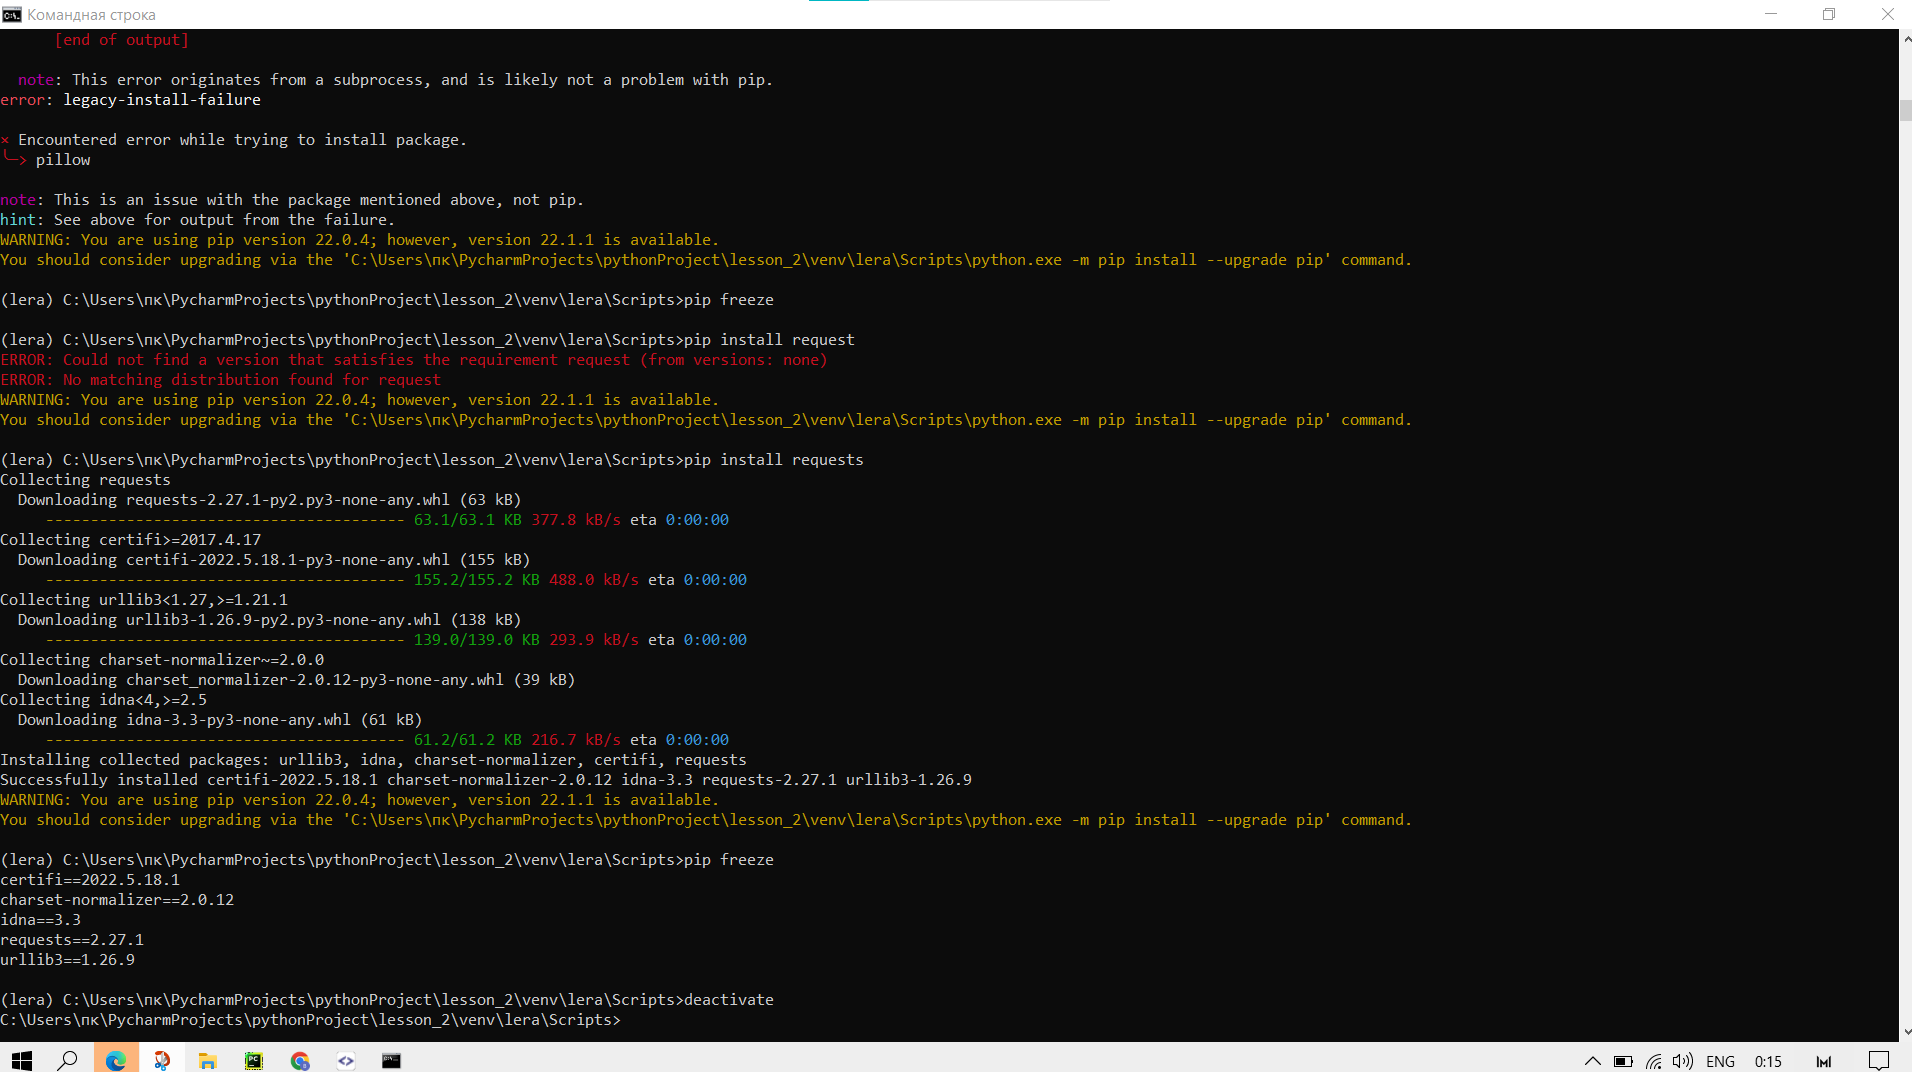 Командная строка
[end of output]
note: This error originates from a subprocess, and is likely not a problem with pip.
error: legacy-install-failure
× Encountered error while trying to install package.
╰─> pillow
note: This is an issue with the package mentioned above, not pip.
hint: See above for output from the failure.
WARNING: You are using pip version 22.0.4; however, version 22.1.1 is available.
You should consider upgrading via the 'C:\Users\пк\PycharmProjects\pythonProject\lesson_2\venv\lera\Scripts\python.exe -m pip install --upgrade pip' command.
(lera) C:\Users\пк\PycharmProjects\pythonProject\lesson_2\venv\lera\Scripts>pip freeze
(lera) C:\Users\пк\PycharmProjects\pythonProject\lesson_2\venv\lera\Scripts>pip install request
ERROR: Could not find a version that satisfies the requirement request (from versions: none)
ERROR: No matching distribution found for request
WARNING: You are using pip version 22.0.4; however, version 22.1.1 is available.
You should consider upgrading via the 'C:\Users\пк\PycharmProjects\pythonProject\lesson_2\venv\lera\Scripts\python.exe -m pip install --upgrade pip' command.
(lera) C:\Users\пк\PycharmProjects\pythonProject\lesson_2\venv\lera\Scripts>pip install requests
Collecting requests
Downloading requests-2.27.1-py2.py3-none-any.whl (63 kB)
---------------------------------------- 63.1/63.1 KB 377.8 kB/s eta 0:00:00
Collecting certifi>=2017.4.17
Downloading certifi-2022.5.18.1-py3-none-any.whl (155 kB)
---------------------------------------- 155.2/155.2 KB 488.0 kB/s eta 0:00:00
Collecting urllib3<1.27,>=1.21.1
Downloading urllib3-1.26.9-py2.py3-none-any.whl (138 kB)
---------------------------------------- 139.0/139.0 KB 293.9 kB/s eta 0:00:00
Collecting charset-normalizer~=2.0.0
Downloading charset_normalizer-2.0.12-py3-none-any.whl (39 kB)
Collecting idna<4,>=2.5
Downloading idna-3.3-py3-none-any.whl (61 kB)
---------------------------------------- 61.2/61.2 KB 216.7 kB/s eta 0:00:00
Installing collected packages: urllib3, idna, charset-normalizer, certifi, requests
Successfully installed certifi-2022.5.18.1 charset-normalizer-2.0.12 idna-3.3 requests-2.27.1 urllib3-1.26.9
WARNING: You are using pip version 22.0.4; however, version 22.1.1 is available.
You should consider upgrading via the 'C:\Users\пк\PycharmProjects\pythonProject\lesson_2\venv\lera\Scripts\python.exe -m pip install --upgrade pip' command.
(lera) C:\Users\пк\PycharmProjects\pythonProject\lesson_2\venv\lera\Scripts>pip freeze
certifi==2022.5.18.1
charset-normalizer==2.0.12
idna==3.3
requests==2.27.1
urllib3==1.26.9
(lera) C:\Users\пк\PycharmProjects\pythonProject\lesson_2\venv\lera\Scripts>deactivate
C:\Users\пк\PycharmProjects\pythonProject\lesson_2\venv\lera\Scripts>
ENG 0:15